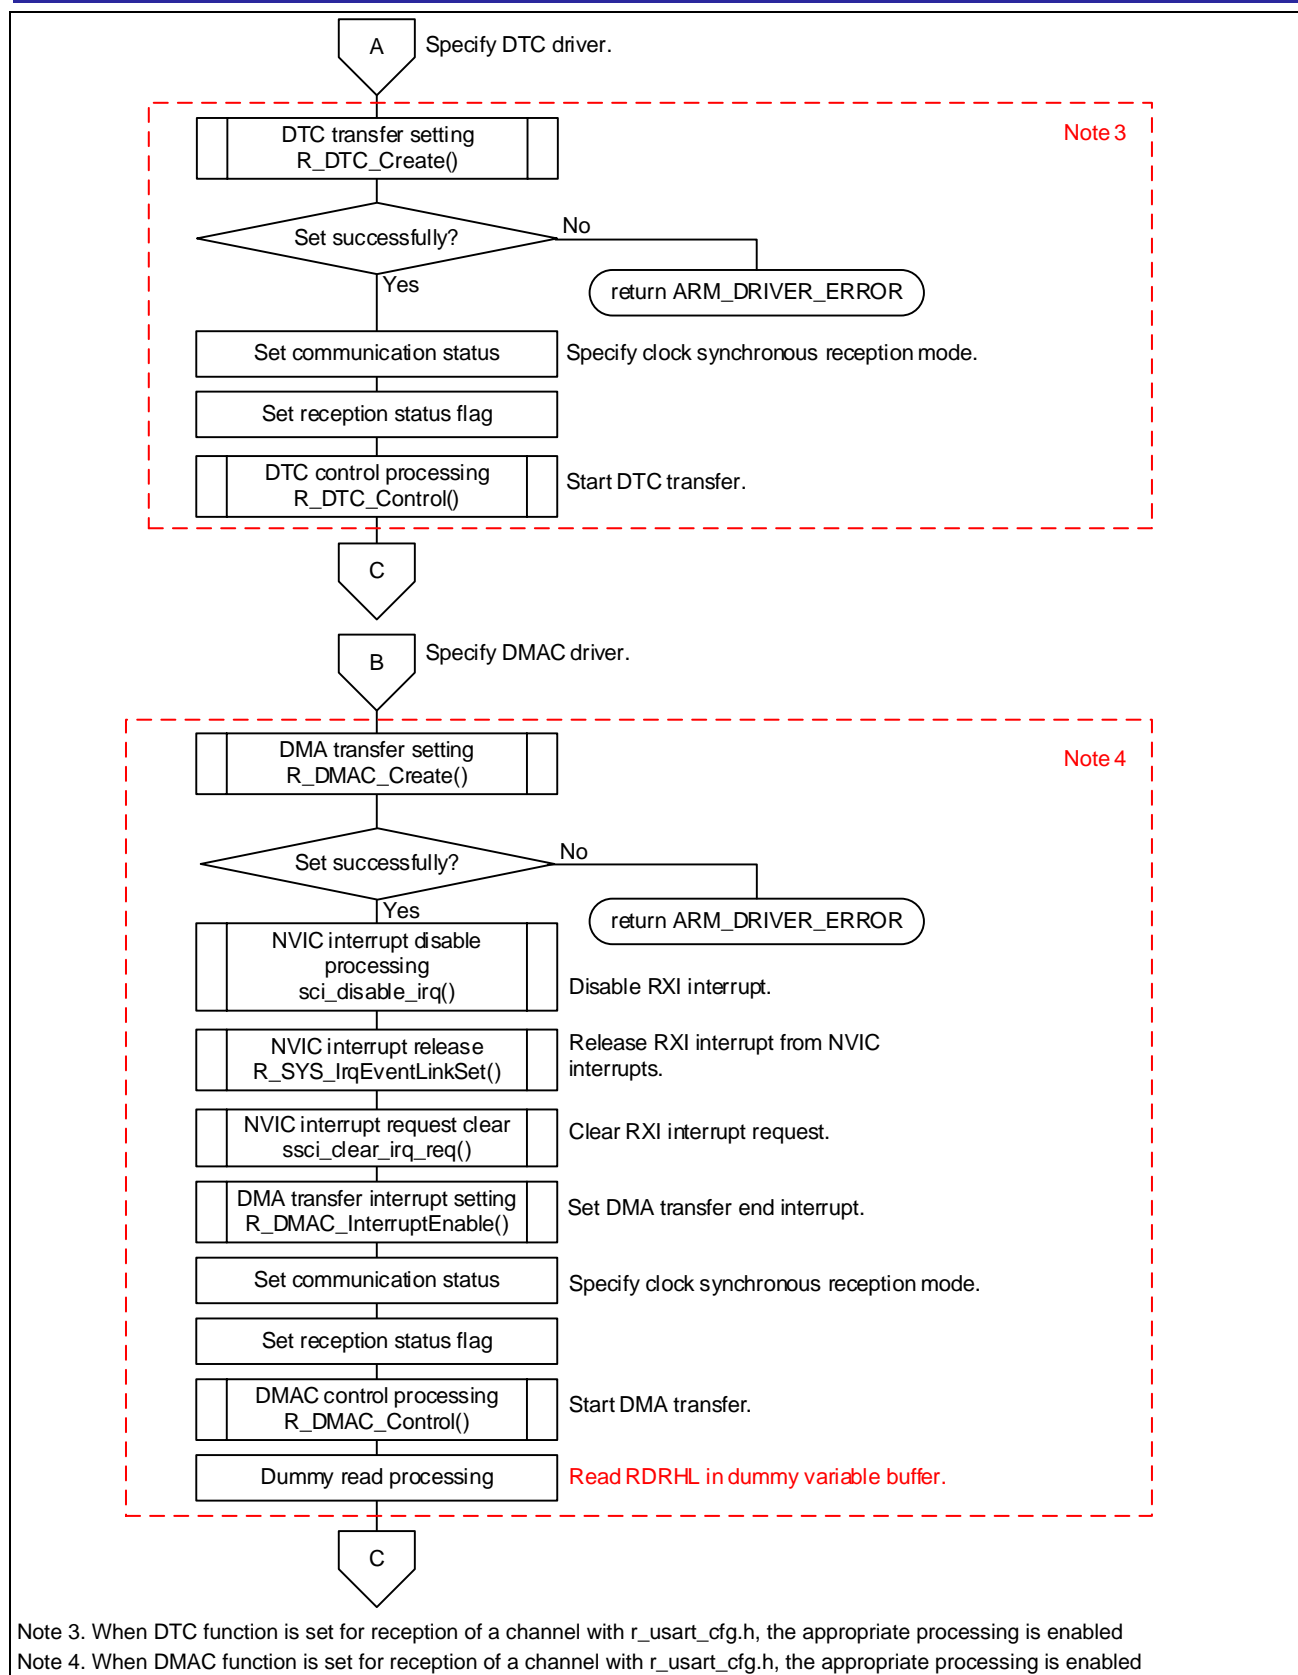 A
Specify DTC driver.
Note 3
DTC transfer setting
R_DTC_Create()
Set successfully?
No
return ARM_DRIVER_ERROR
Yes
Set communication status
Specify clock synchronous reception mode.
Set reception status flag
DTC control processing
R_DTC_Control()
Start DTC transfer.
C
B
Specify DMAC driver.
Note 4
DMA transfer setting
R_DMAC_Create()
Set successfully?
No
return ARM_DRIVER_ERROR
Yes
NVIC interrupt disable
processing
sci_disable_irq()
Disable RXI interrupt.
NVIC interrupt release
R_SYS_IrqEventLinkSet()
Release RXI interrupt from NVIC
interrupts.
NVIC interrupt request clear
ssci_clear_irq_req()
Clear RXI interrupt request.
DMA transfer interrupt setting
R_DMAC_InterruptEnable()
Set DMA transfer end interrupt.
Set communication status
Specify clock synchronous reception mode.
Set reception status flag
DMAC control processing
R_DMAC_Control()
Start DMA transfer.
Dummy read processing
Read RDRHL in dummy variable buffer.
C
Note 3. When DTC function is set for reception of a channel with r_usart_cfg.h, the appropriate processing is enabled
Note 4. When DMAC function is set for reception of a channel with r_usart_cfg.h, the appropriate processing is enabled